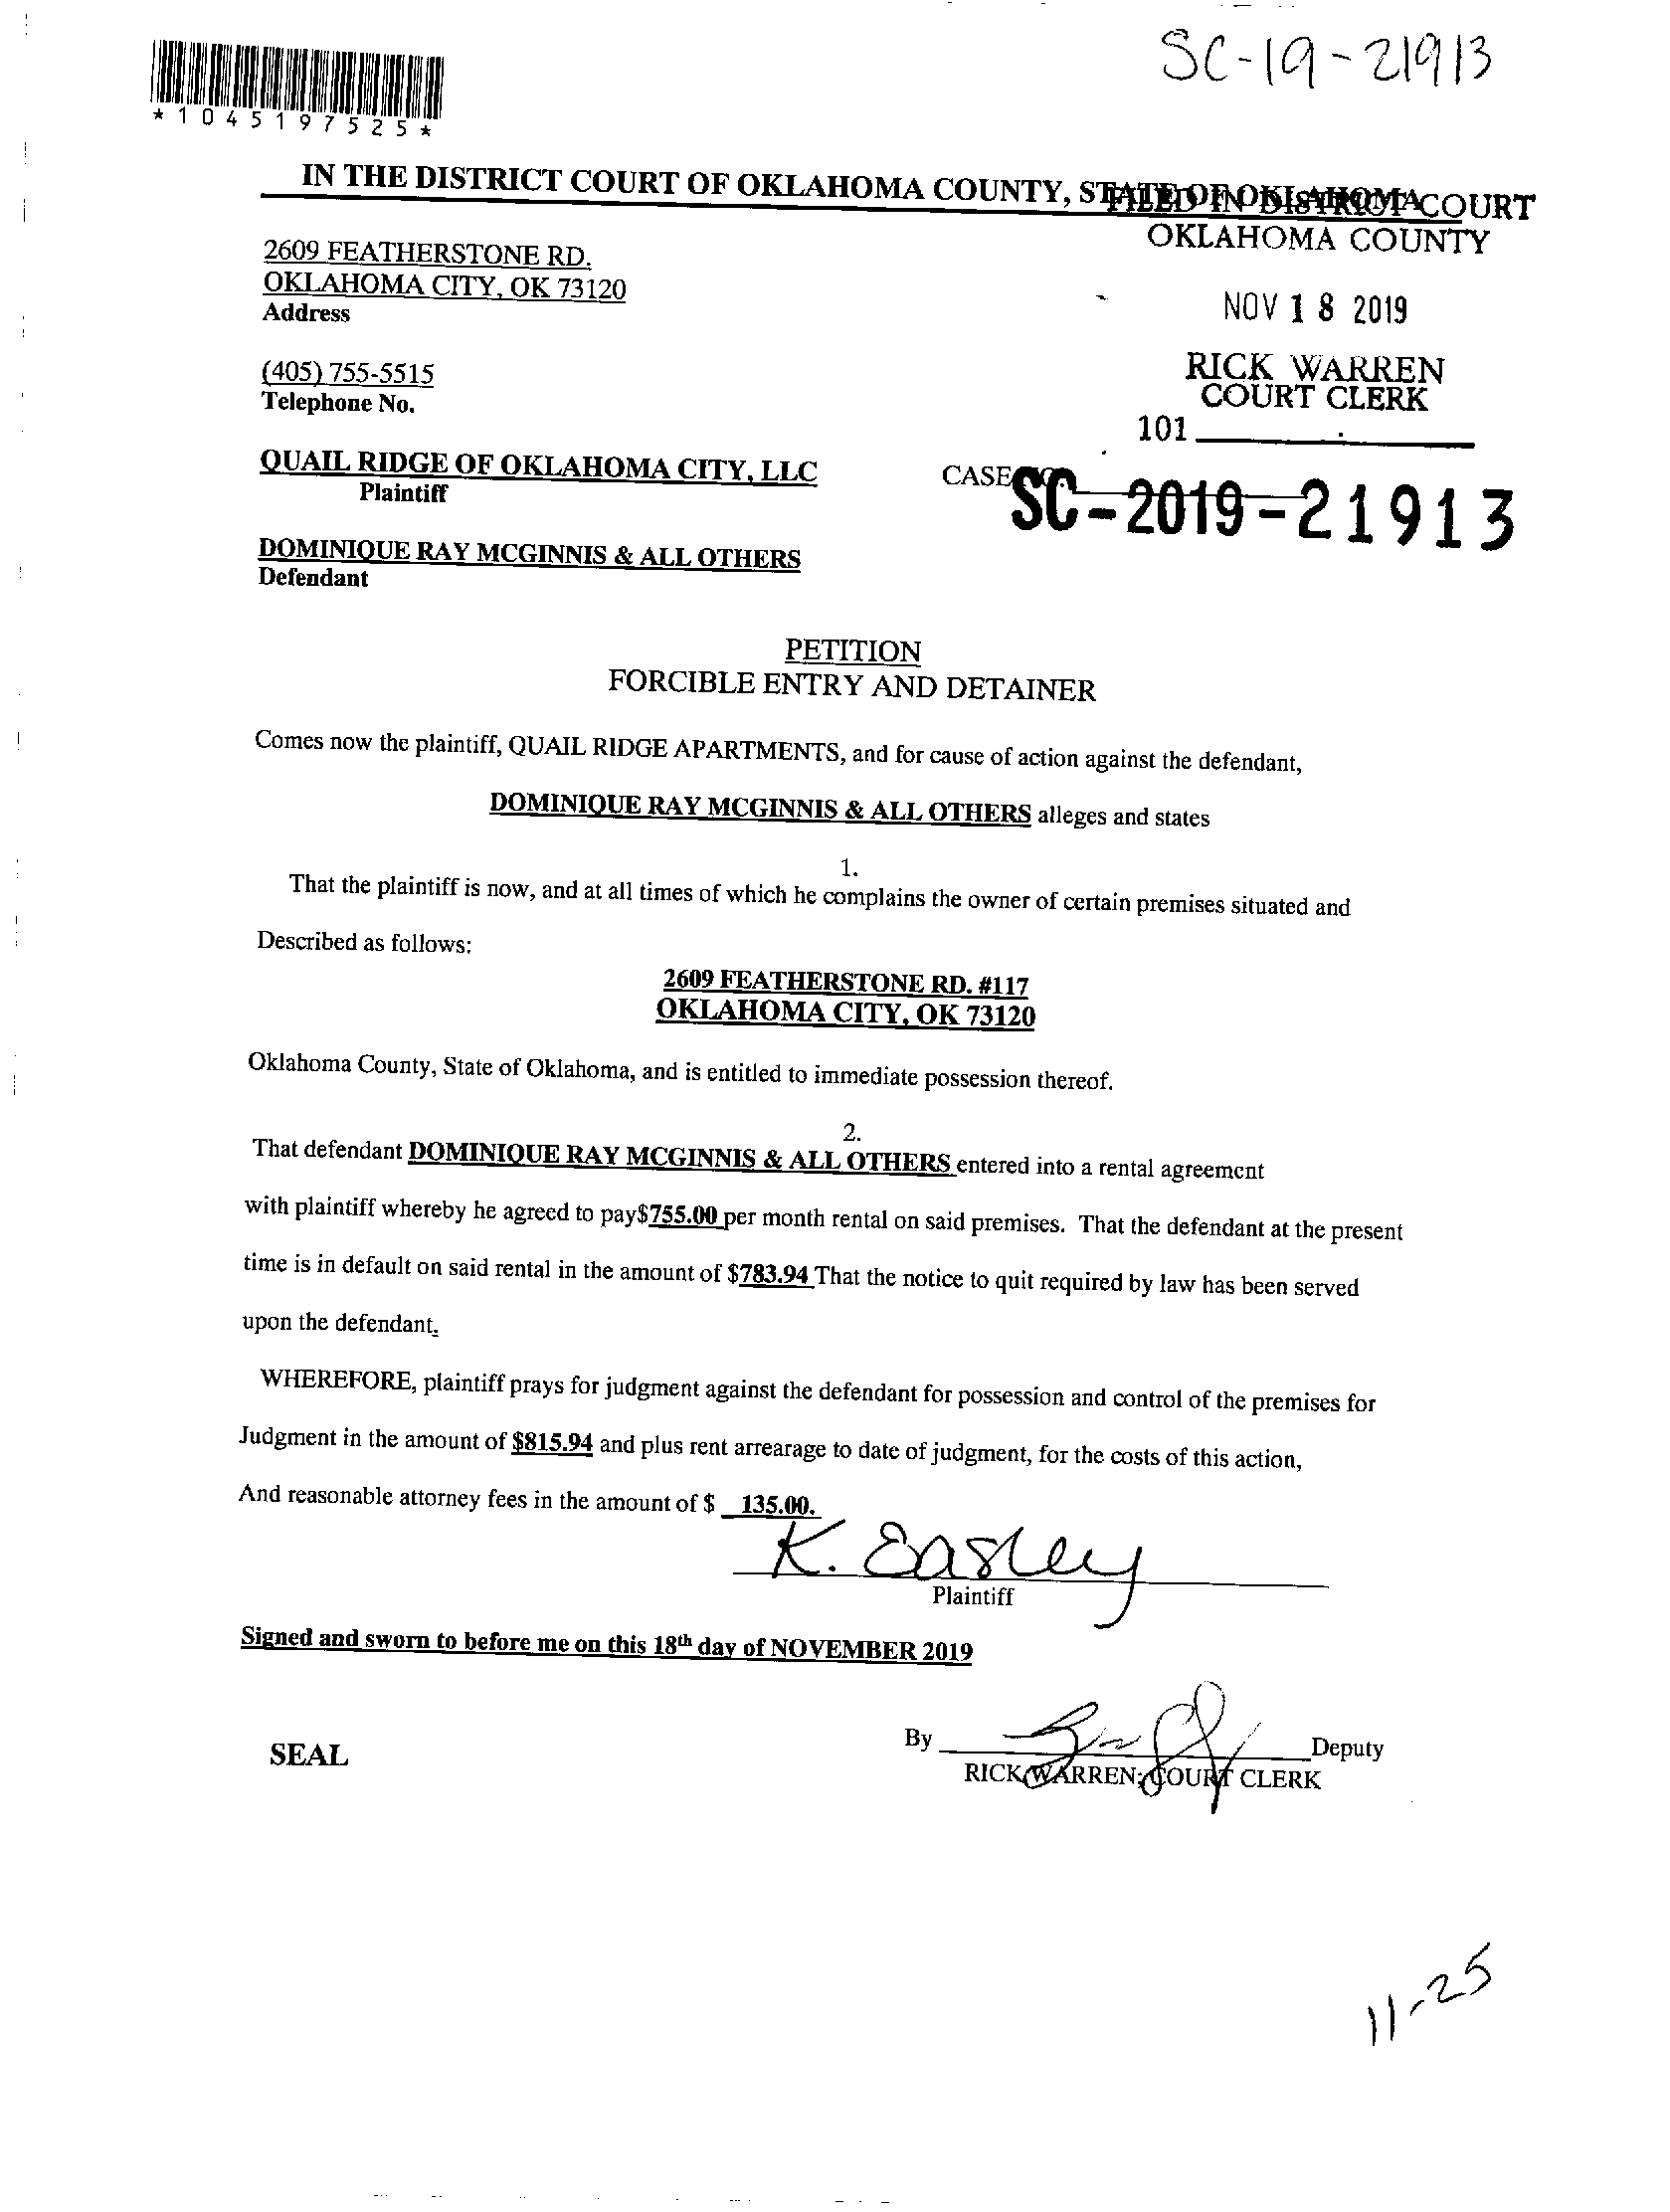 SC-19-21913
*1045197525*
IN THE DISTRICT COURT OF OKLAHOMA COUNTY, STATE OF OKLAHOMA
FILED IN DISTRICT COURT
OKLAHOMA COUNTY
2609 FEATHERSTONE RD.
OKLAHOMA CITY, OK 73120
Address
NOV 18 2019
(405) 755-5515
Telephone No.
RICK WARREN
COURT CLERK
101
QUAIL RIDGE OF OKLAHOMA CITY, LLC
Plaintiff
CASE
SC-2019-21913
DOMINIQUE RAY MCGINNIS & ALL OTHERS
Defendant
PETITION
FORCIBLE ENTRY AND DETAINER
Comes now the plaintiff, QUAIL RIDGE APARTMENTS, and for cause of action against the defendant,
DOMINIQUE RAY MCGINNIS & ALL OTHERS alleges and states
1.
That the plaintiff is now, and at all times of which he complains the owner of certain premises situated and
Described as follows:
2609 FEATHERSTONE RD. #117
OKLAHOMA CITY, OK 73120
Oklahoma County, State of Oklahoma, and is entitled to immediate possession thereof.
2.
That defendant DOMINIQUE RAY MCGINNIS & ALL OTHERS entered into a rental agreement
with plaintiff whereby he agreed to pay$755.00 per month rental on said premises. That the defendant at the present
time is in default on said rental in the amount of $783.94 That the notice to quit required by law has been served
upon the defendant.
WHEREFORE, plaintiff prays for judgment against the defendant for possession and control of the premises for
Judgment in the amount of $815.94 and plus rent arrearage to date of judgment, for the costs of this action,
And reasonable attorney fees in the amount of $ 135.00.
K. Easley
Plaintiff
Signed and sworn to before me on this 18th day of NOVEMBER 2019
SEAL
By
Deputy
RICK WARREN, COURT CLERK
11-25